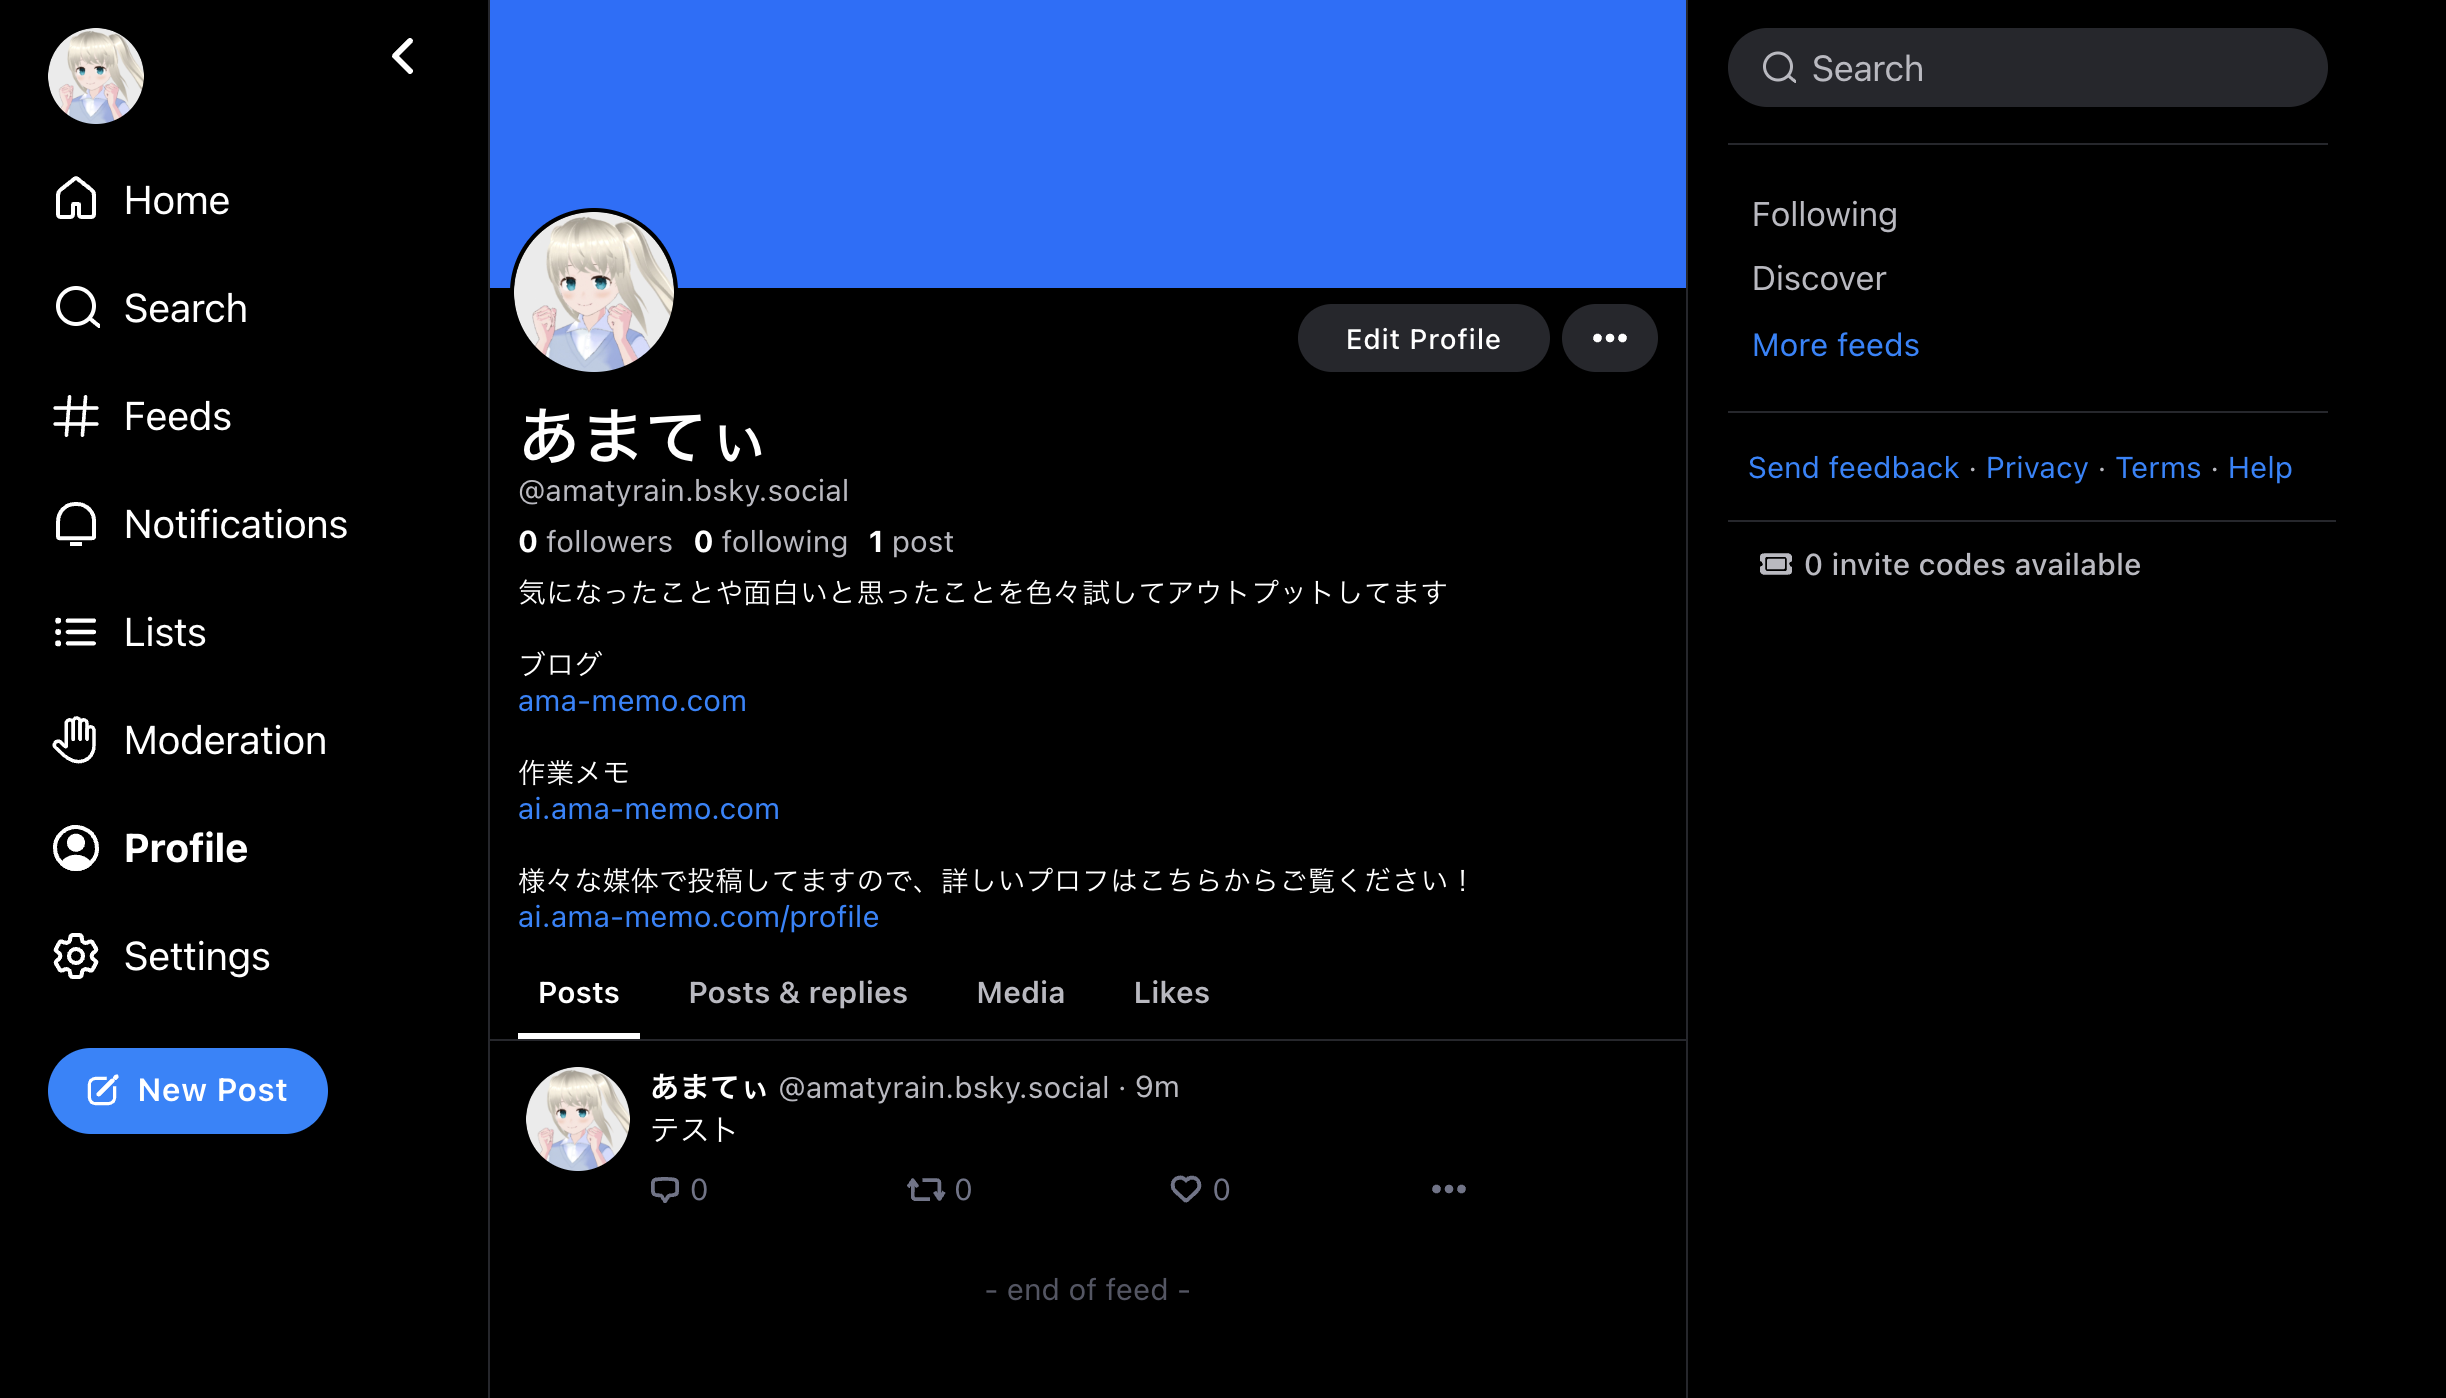 Home
Search
Feeds
Notifications
Lists
Moderation
Profile
Settings
New Post
Edit Profile
あまてぃ
@amatyrain.bsky.social
0 followers 0 following 1 post
気になったことや面白いと思ったことを色々試してアウトプットしてます
ブログ
ama-memo.com
作業メモ
ai.ama-memo.com
様々な媒体で投稿してますので、詳しいプロフはこちらからご覧ください！
ai.ama-memo.com/profile
Posts Posts & replies Media Likes
あまてぃ @amatyrain.bsky.social · 9m
テスト
0 0 0
- end of feed -
Search
Following
Discover
More feeds
Send feedback · Privacy · Terms · Help
0 invite codes available